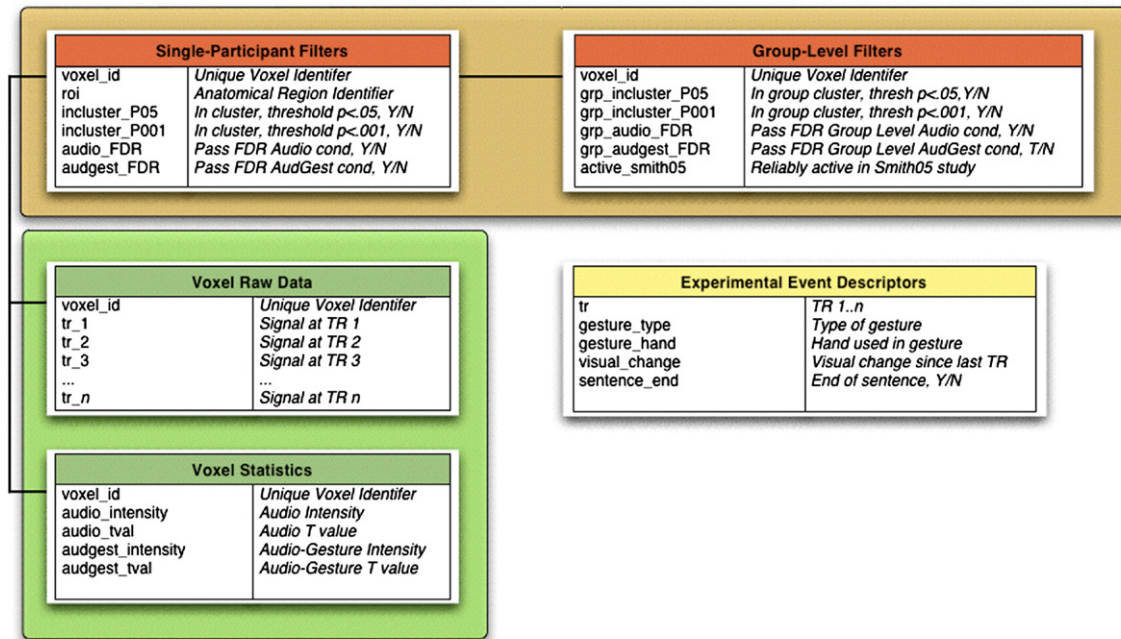 Single-Participant Filters
voxel_id Unique Voxel Identifer
roi Anatomical Region Identifier
incluster_P05 In cluster, threshold p<.05, Y/N
incluster_P001 In cluster, threshold p<.001, Y/N
audio_FDR Pass FDR Audio cond, Y/N
audgest_FDR Pass FDR AudGest cond, Y/N
Group-Level Filters
voxel_id Unique Voxel Identifer
grp_incluster_P05 In group cluster, thresh p<.05,Y/N
grp_incluster_P001 In group cluster, thresh p<.001, Y/N
grp_audio_FDR Pass FDR Group Level Audio cond, Y/N
grp_audgest_FDR Pass FDR Group Level AudGest cond, T/N
active_smith05 Reliably active in Smith05 study
Voxel Raw Data
voxel_id Unique Voxel Identifer
tr_1 Signal at TR 1
tr_2 Signal at TR 2
tr_3 Signal at TR 3
... ...
tr_n Signal at TR n
Experimental Event Descriptors
tr TR 1..n
gesture_type Type of gesture
gesture_hand Hand used in gesture
visual_change Visual change since last TR
sentence_end End of sentence, Y/N
Voxel Statistics
voxel_id Unique Voxel Identifer
audio_intensity Audio Intensity
audio_tval Audio T value
audgest_intensity Audio-Gesture Intensity
audgest_tval Audio-Gesture T value